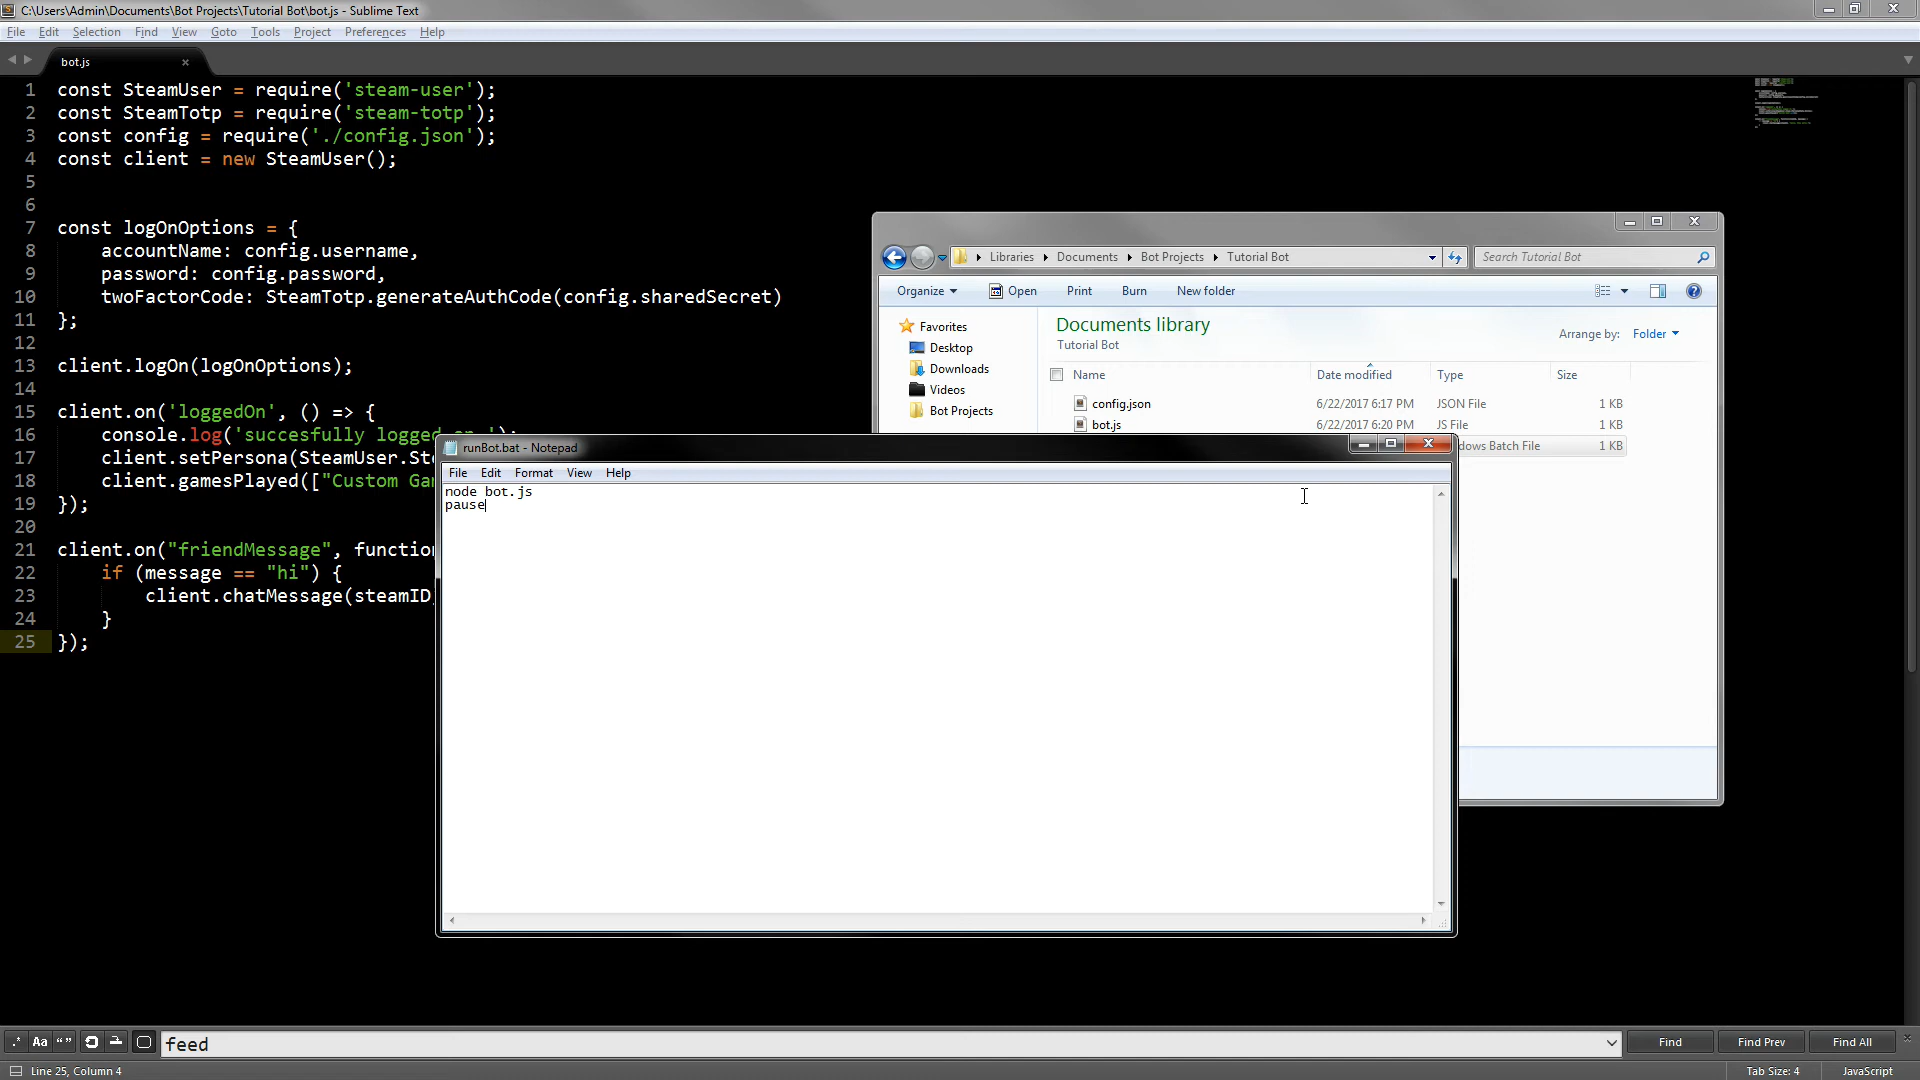 C:\Users\Admin\Documents\Bot Projects\Tutorial Bot\bot.js - Sublime Text
File Edit Selection Find View Goto Tools Project Preferences Help
bot.js
1 const SteamUser = require('steam-user');
2 const SteamTotp = require('steam-totp');
3 const config = require('./config.json');
4 const client = new SteamUser();
5
6
7 const logOnOptions = {
8 accountName: config.username,
9 password: config.password,
10 twoFactorCode: SteamTotp.generateAuthCode(config.sharedSecret)
11 };
12
13 client.logOn(logOnOptions);
14
15 client.on('loggedOn', () => {
16 console.log('succesfully logged on.');
17 client.setPersona(SteamUser.Ste
18 client.gamesPlayed(["Custom Ga
19 });
20
21 client.on("friendMessage", function
22 if (message == "hi") {
23 client.chatMessage(steamID,
24 }
25 });
Libraries Documents Bot Projects Tutorial Bot
Search Tutorial Bot
Organize Open Print Burn New folder
Favorites
Desktop
Downloads
Videos
Bot Projects
Documents library
Tutorial Bot
Arrange by: Folder
Name Date modified Type Size
config.json 6/22/2017 6:17 PM JSON File 1 KB
bot.js 6/22/2017 6:20 PM JS File 1 KB
dows Batch File 1 KB
runBot.bat - Notepad
File Edit Format View Help
node bot.js
pause
.* Aa “ ”
feed
Find Find Prev Find All
Line 25, Column 4
Tab Size: 4 JavaScript